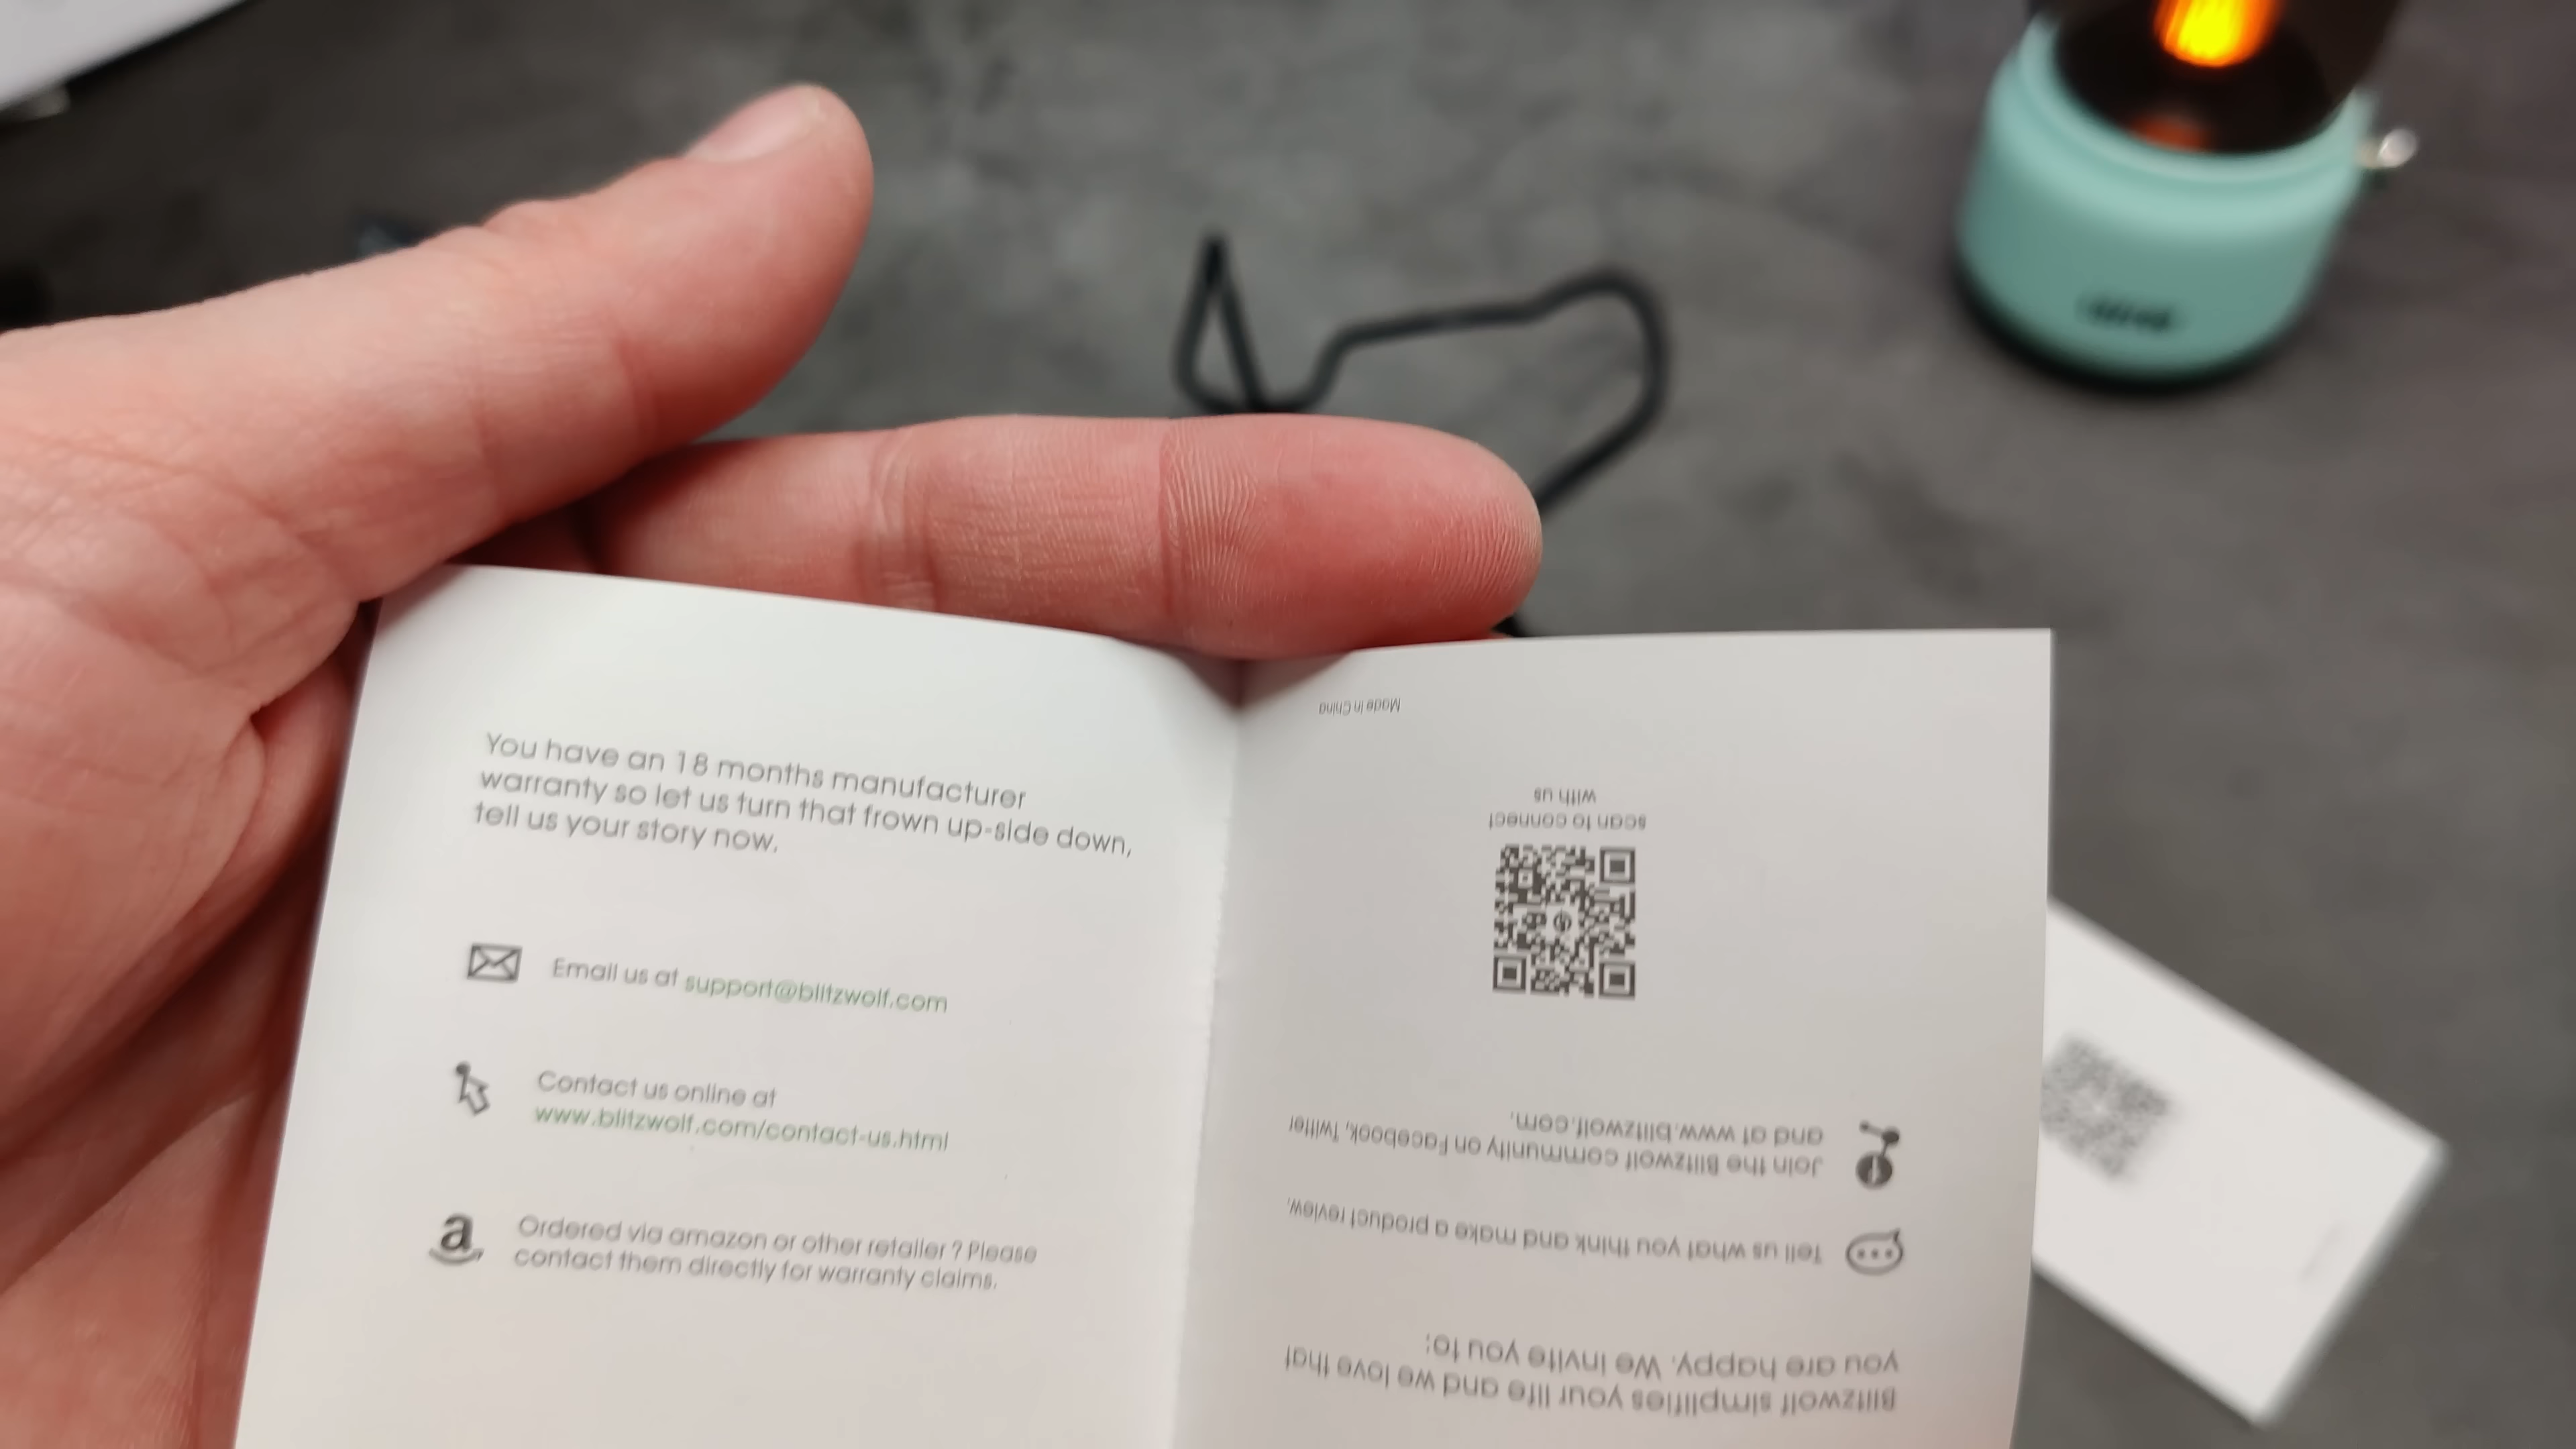 You have an 18 months manufacturer
warranty so let us turn that frown up-side down,
tell us your story now.
Email us at support@blitzwolf.com
Contact us online at
www.blitzwolf.com/contact-us.html
a
Ordered via amazon or other retailer ? Please
contact them directly for warranty claims.
Blitzwolf simplifies your life and we love that
you are happy. We invite you to:
Tell us what you think and make a product review.
Join the Blitzwolf community on Facebook, Twitter
and at www.blitzwolf.com.
scan to connect
with us
Made in China